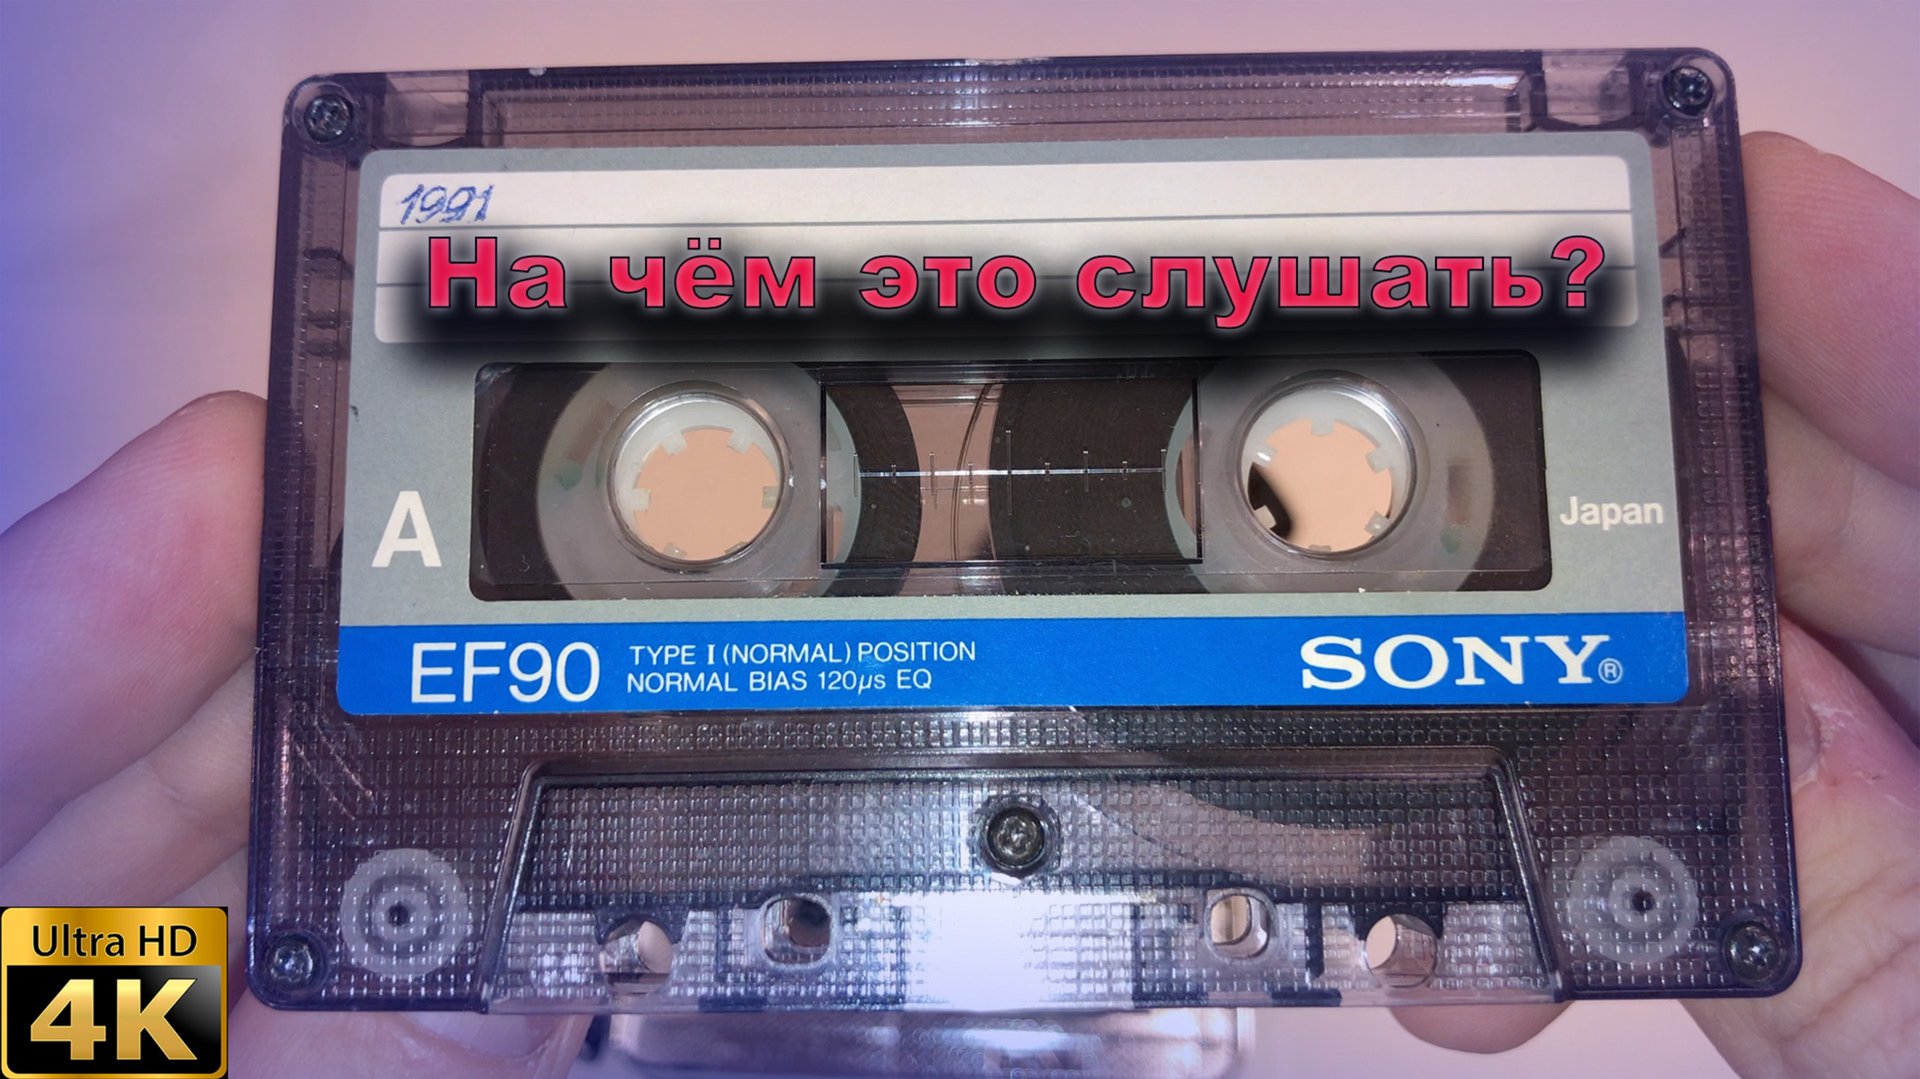 1991
На чём это слушать?
A
Japan
EF90
TYPE I (NORMAL) POSITION
NORMAL BIAS 120µs EQ
SONY®
Ultra HD
4K